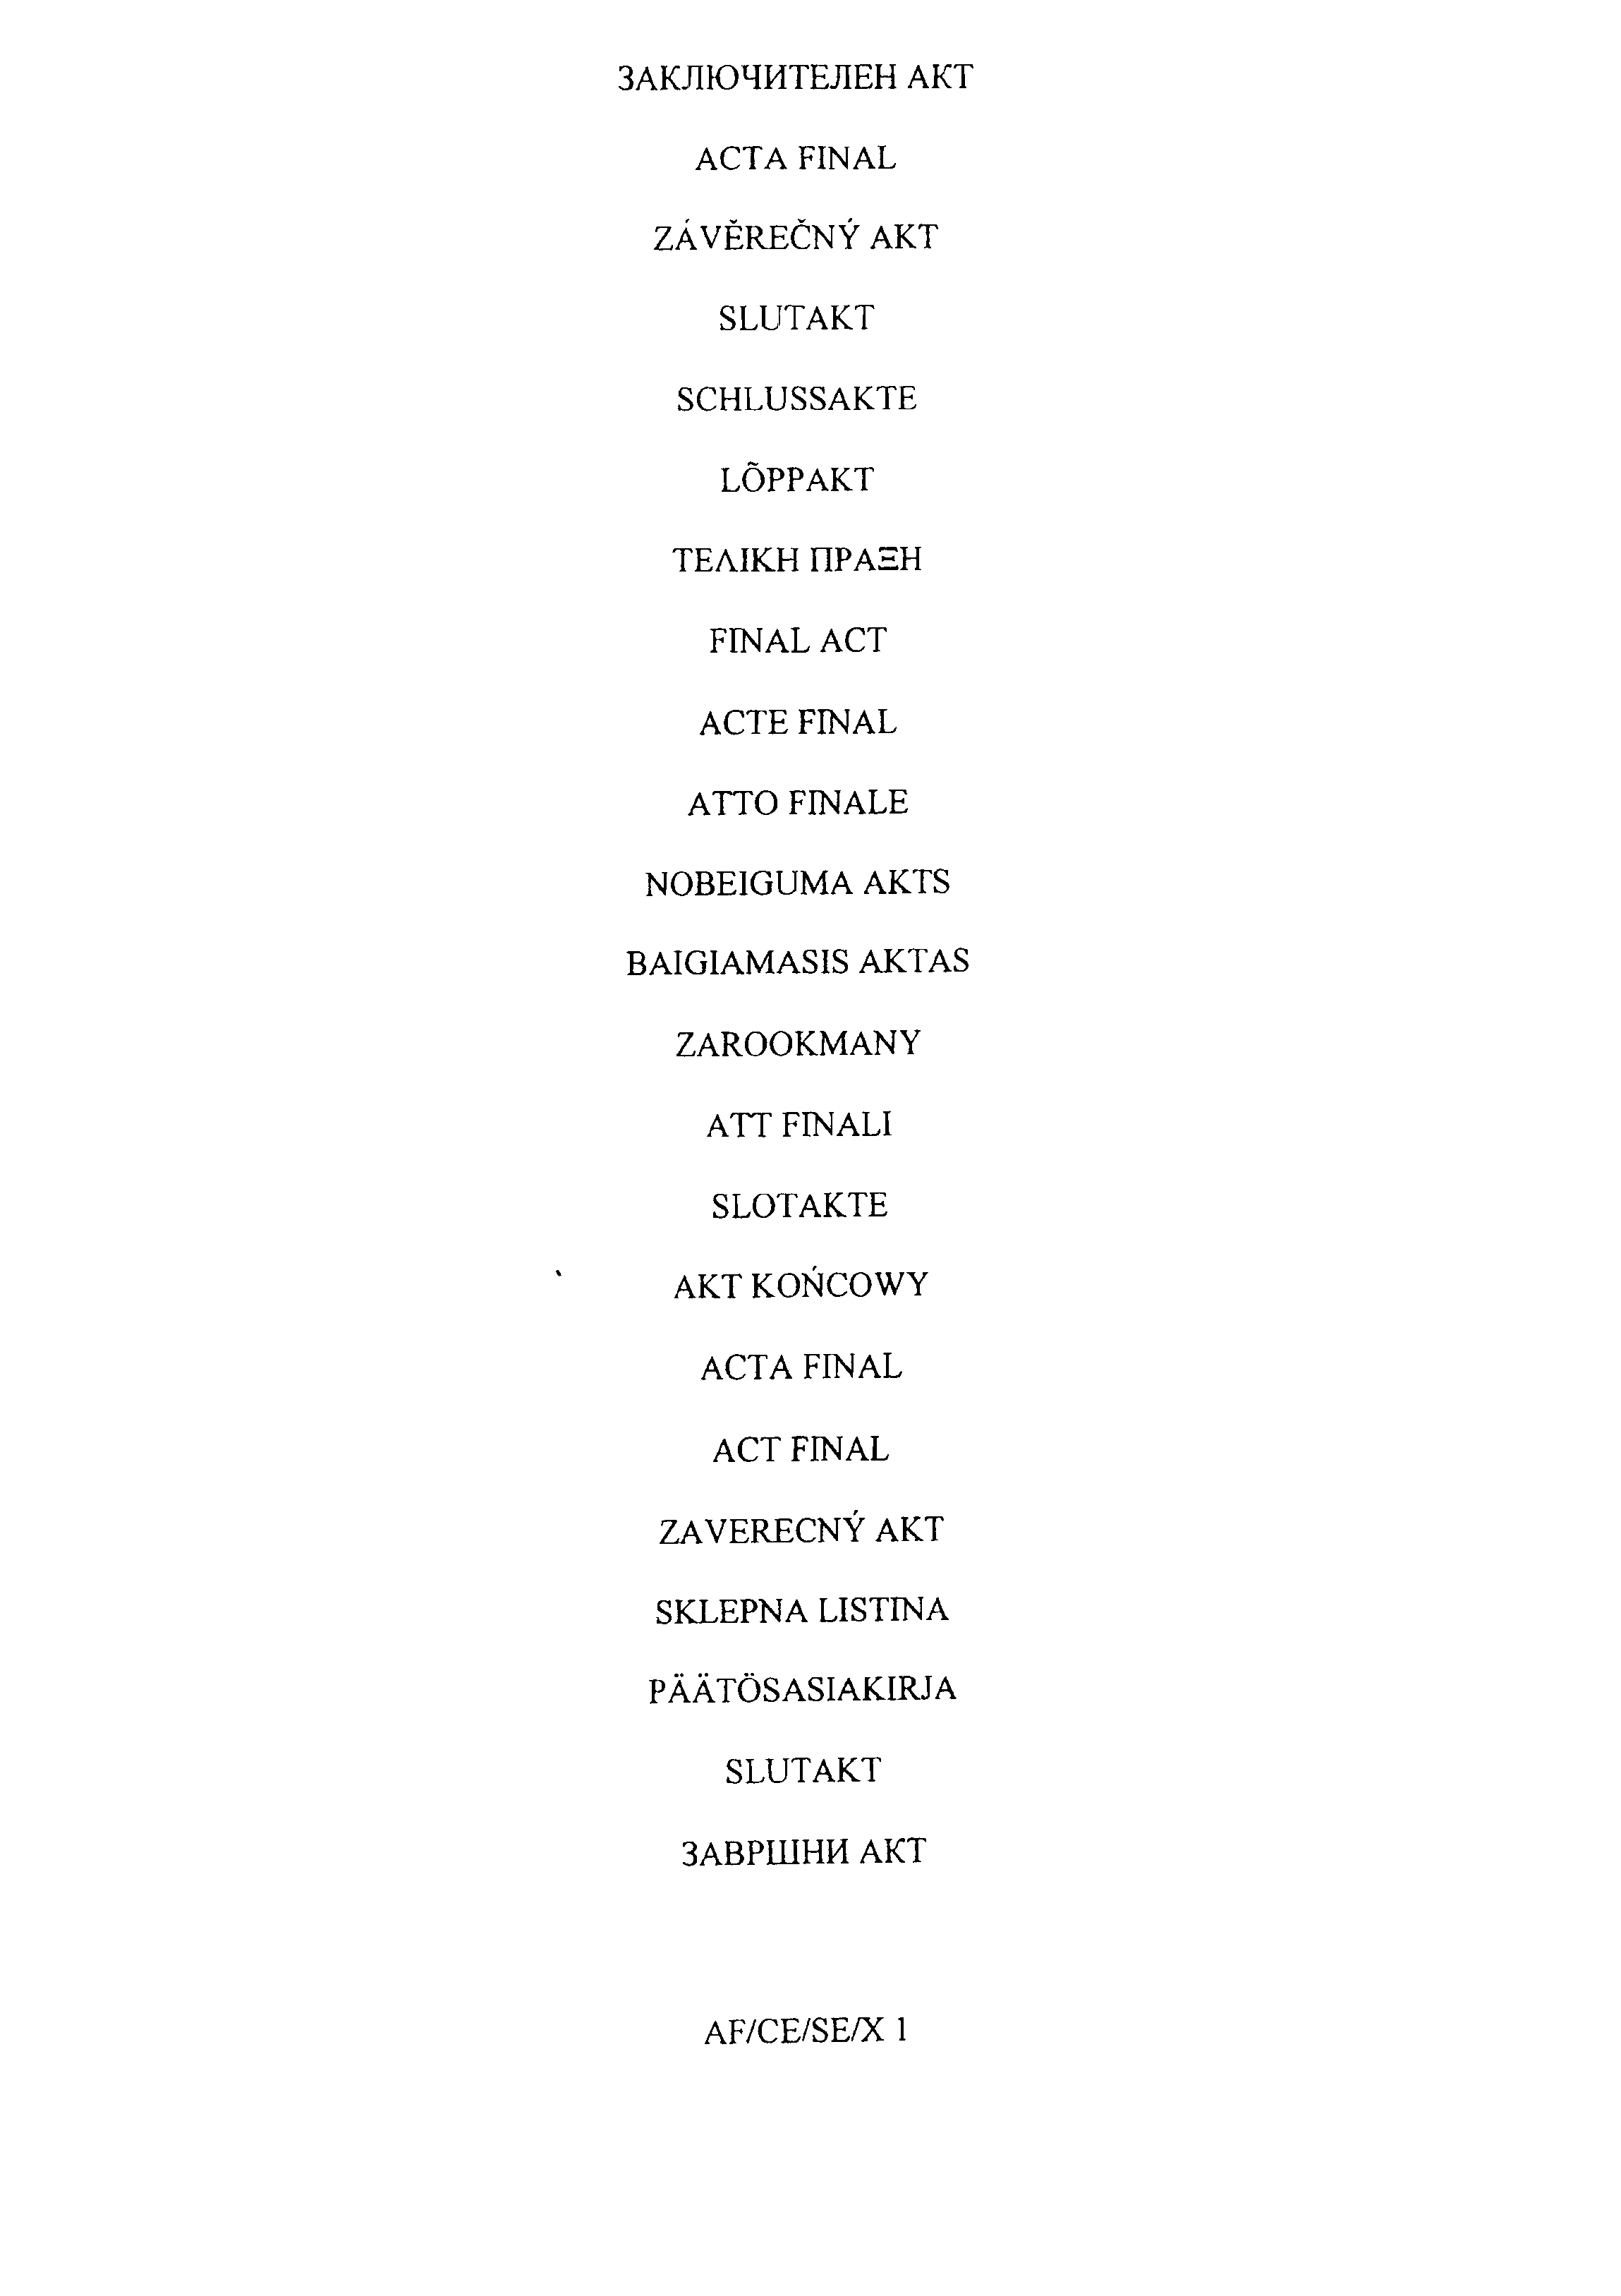 ЗАКЛЮЧИТЕЛЕН АКТ
ACTA FINAL
ZÁVĚREČNÝ AKT
SLUTAKT
SCHLUSSAKTE
LÕPPAKT
ΤΕΛΙΚΗ ΠΡΑΞΗ
FINAL ACT
ACTE FINAL
ATTO FINALE
NOBEIGUMA AKTS
BAIGIAMASIS AKTAS
ZAROOKMANY
ATT FINALI
SLOTAKTE
AKT KOŃCOWY
ACTA FINAL
ACT FINAL
ZAVERECNÝ AKT
SKLEPNA LISTINA
PÄÄTÖSASIAKIRJA
SLUTAKT
ЗАВРШНИ АКТ
AF/CE/SE/X 1